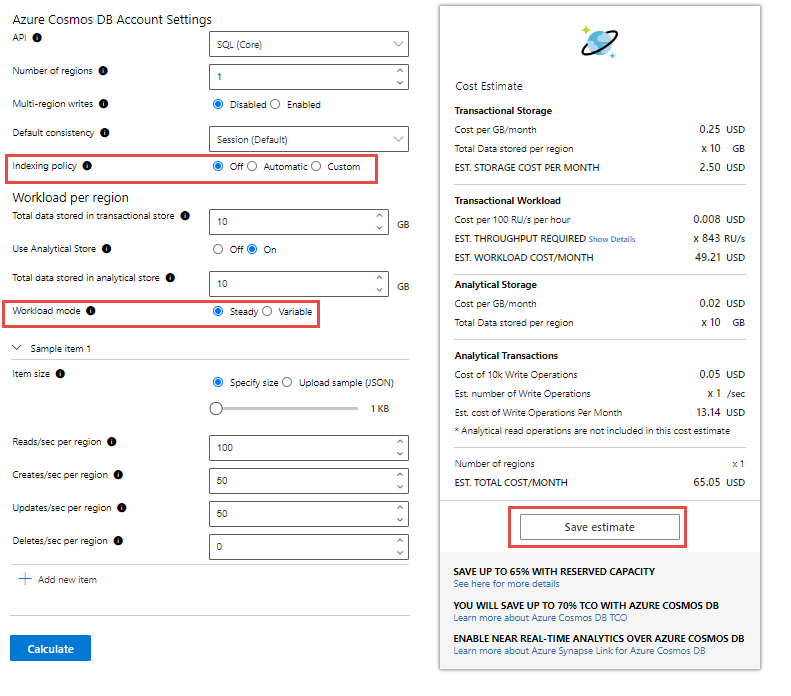 Azure Cosmos DB Account Settings
API
SQL (Core)
Number of regions
1
Multi-region writes
Disabled Enabled
Default consistency
Session (Default)
Indexing policy
Off Automatic Custom
Workload per region
Total data stored in transactional store
10 GB
Use Analytical Store
Off On
Total data stored in analytical store
10 GB
Workload mode
Steady Variable
Sample item 1
Item size
Specify size Upload sample (JSON)
1 KB
Reads/sec per region
100
Creates/sec per region
50
Updates/sec per region
50
Deletes/sec per region
0
Add new item
Calculate
Cost Estimate
Transactional Storage
Cost per GB/month 0.25 USD
Total Data stored per region x 10 GB
EST. STORAGE COST PER MONTH 2.50 USD
Transactional Workload
Cost per 100 RU/s per hour 0.008 USD
EST. THROUGHPUT REQUIRED Show Details x 843 RU/s
EST. WORKLOAD COST/MONTH 49.21 USD
Analytical Storage
Cost per GB/month 0.02 USD
Total Data stored per region x 10 GB
Analytical Transactions
Cost of 10k Write Operations 0.05 USD
Est. number of Write Operations x 1 /sec
Est. cost of Write Operations Per Month 13.14 USD
* Analytical read operations are not included in this cost estimate
Number of regions x 1
EST. TOTAL COST/MONTH 65.05 USD
Save estimate
SAVE UP TO 65% WITH RESERVED CAPACITY
See here for more details
YOU WILL SAVE UP TO 70% TCO WITH AZURE COSMOS DB
Learn more about Azure Cosmos DB TCO
ENABLE NEAR REAL-TIME ANALYTICS OVER AZURE COSMOS DB
Learn more about Azure Synapse Link for Azure Cosmos DB